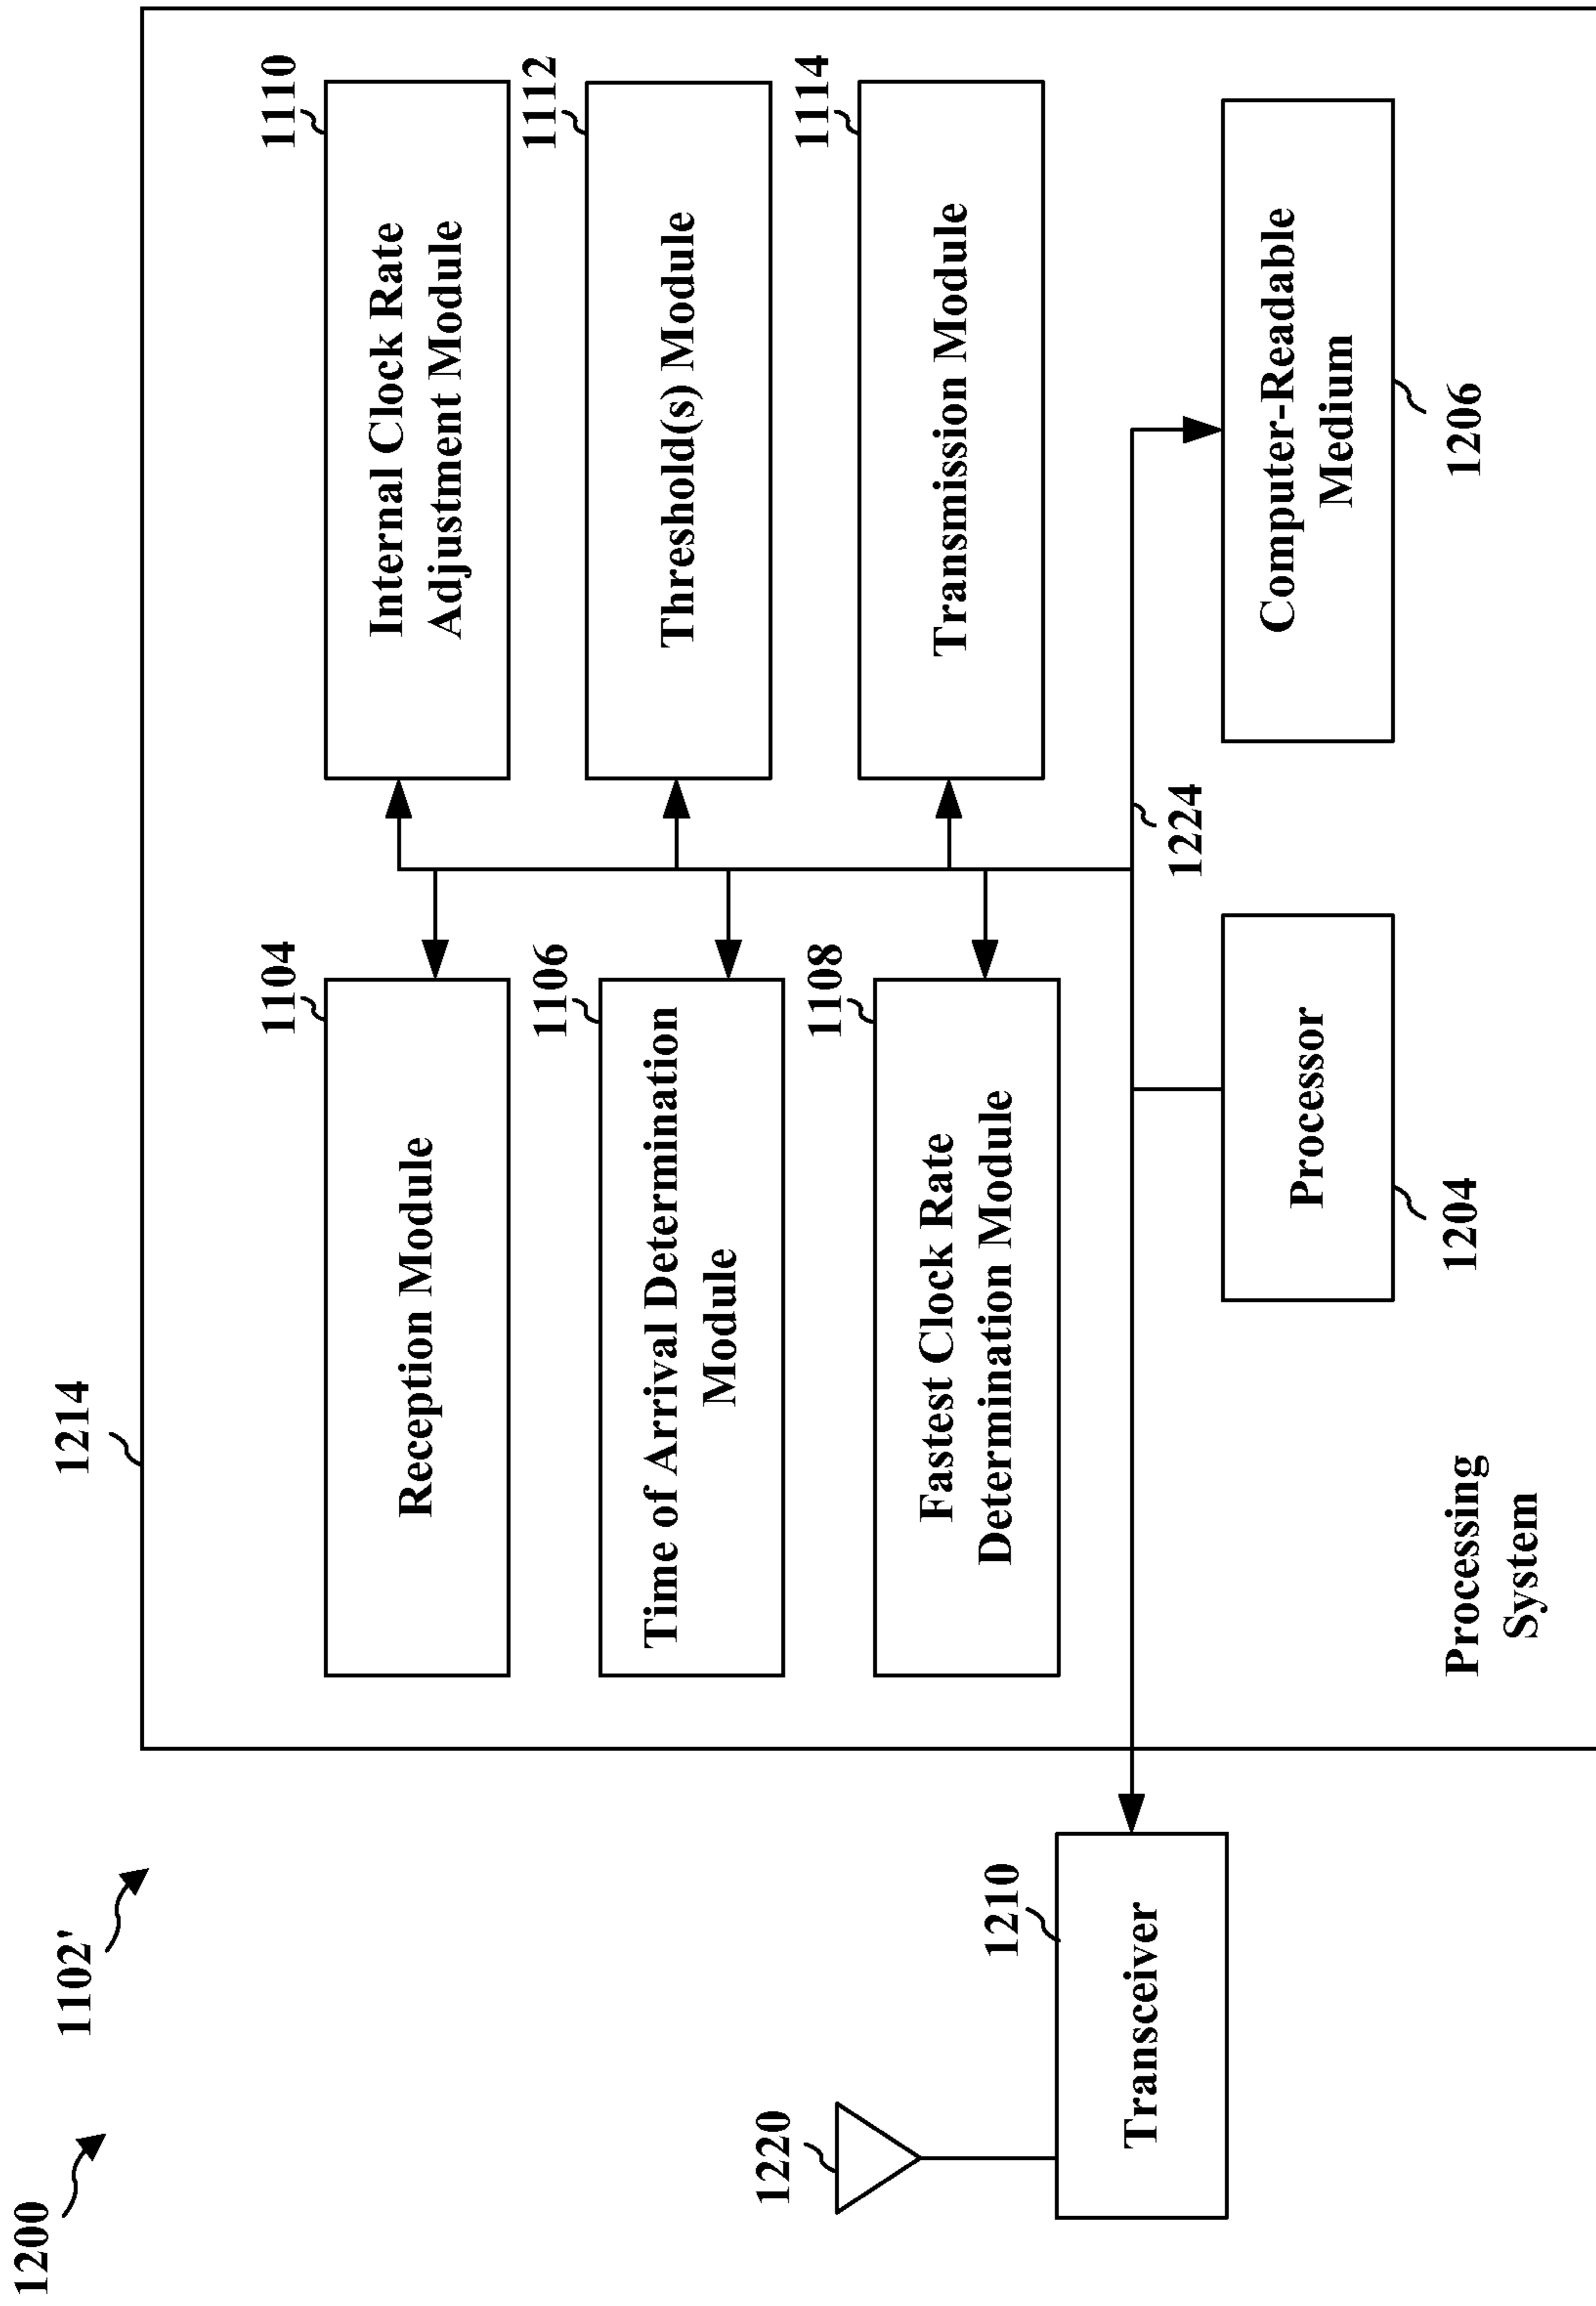 1200
1102'
1214
1104
Reception Module
1110
Internal Clock Rate
Adjustment Module
1106
Time of Arrival Determination
Module
1112
Threshold(s) Module
1108
Fastest Clock Rate
Determination Module
1114
Transmission Module
1220
1210
Transceiver
1224
Processor
1204
Computer-Readable
Medium
1206
Processing
System